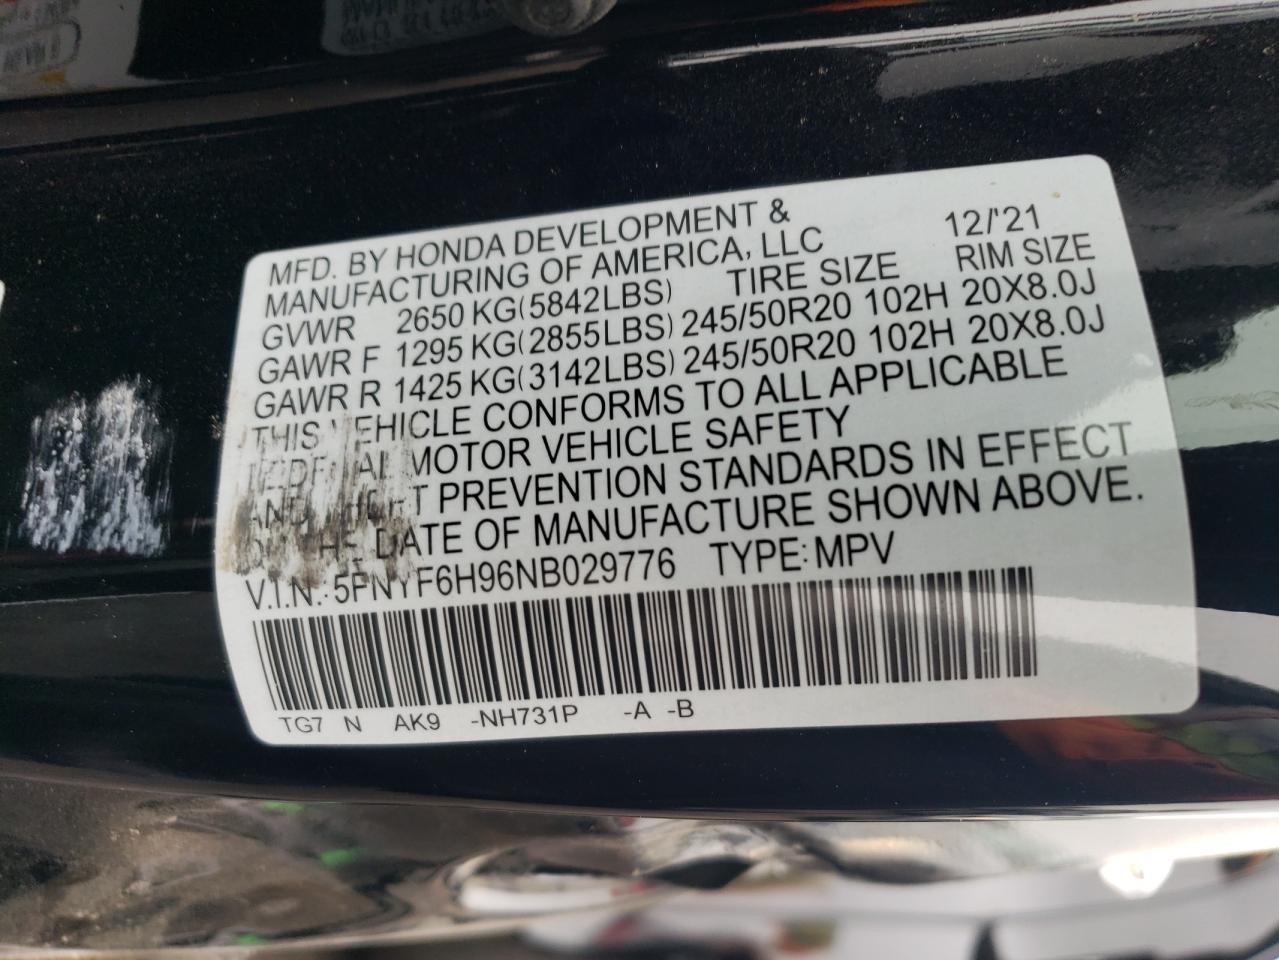 MFD. BY HONDA DEVELOPMENT & 12/'21
MANUFACTURING OF AMERICA, LLC
GVWR 2650 KG(5842LBS) TIRE SIZE RIM SIZE
GAWR F 1295 KG(2855LBS) 245/50R20 102H 20X8.0J
GAWR R 1425 KG(3142LBS) 245/50R20 102H 20X8.0J
THIS VEHICLE CONFORMS TO ALL APPLICABLE
MOTOR VEHICLE SAFETY
AND PREVENTION STANDARDS IN EFFECT
DATE OF MANUFACTURE SHOWN ABOVE.
V.I.N.: 5FNYF6H96NB029776 TYPE: MPV
TG7 N AK9 -NH731P -A -B